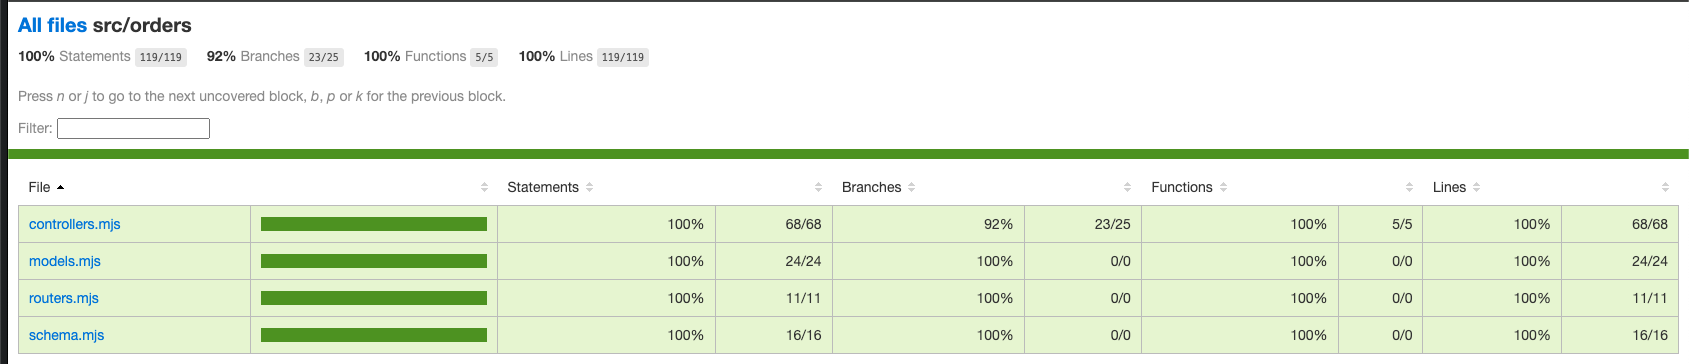 All files src/orders
100% Statements 119/119 92% Branches 23/25 100% Functions 5/5 100% Lines 119/119
Press n or j to go to the next uncovered block, b, p or k for the previous block.
Filter:
File Statements Branches Functions Lines
controllers.mjs 100% 68/68 92% 23/25 100% 5/5 100% 68/68
models.mjs 100% 24/24 100% 0/0 100% 0/0 100% 24/24
routers.mjs 100% 11/11 100% 0/0 100% 0/0 100% 11/11
schema.mjs 100% 16/16 100% 0/0 100% 0/0 100% 16/16